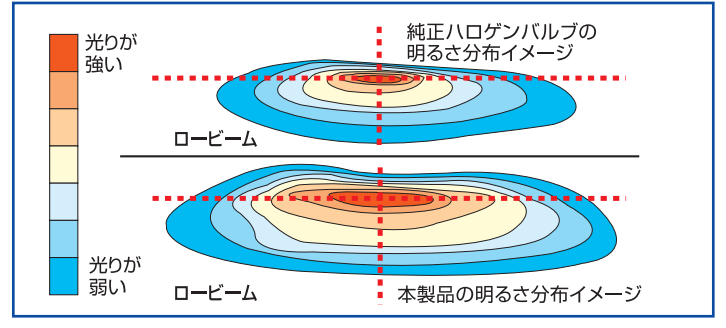 光りが
強い
純正ハロゲンバルブの
明るさ分布イメージ
ロービーム
光りが
弱い
ロービーム
本製品の明るさ分布イメージ